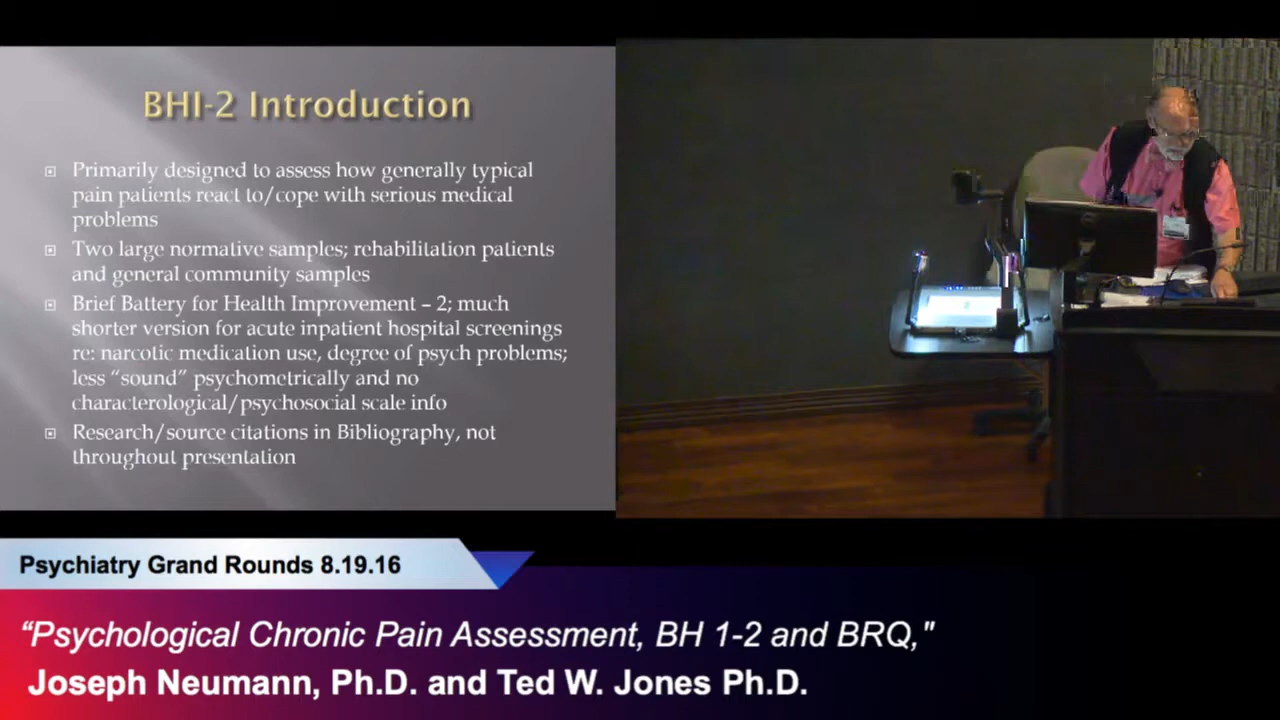 BHI-2 Introduction
Primarily designed to assess how generally typical
pain patients react to/cope with serious medical
problems
Two large normative samples; rehabilitation patients
and general community samples
Brief Battery for Health Improvement – 2; much
shorter version for acute inpatient hospital screenings
re: narcotic medication use, degree of psych problems;
less “sound” psychometrically and no
characterological/psychosocial scale info
Research/source citations in Bibliography, not
throughout presentation
Psychiatry Grand Rounds 8.19.16
“Psychological Chronic Pain Assessment, BH 1-2 and BRQ,"
Joseph Neumann, Ph.D. and Ted W. Jones Ph.D.